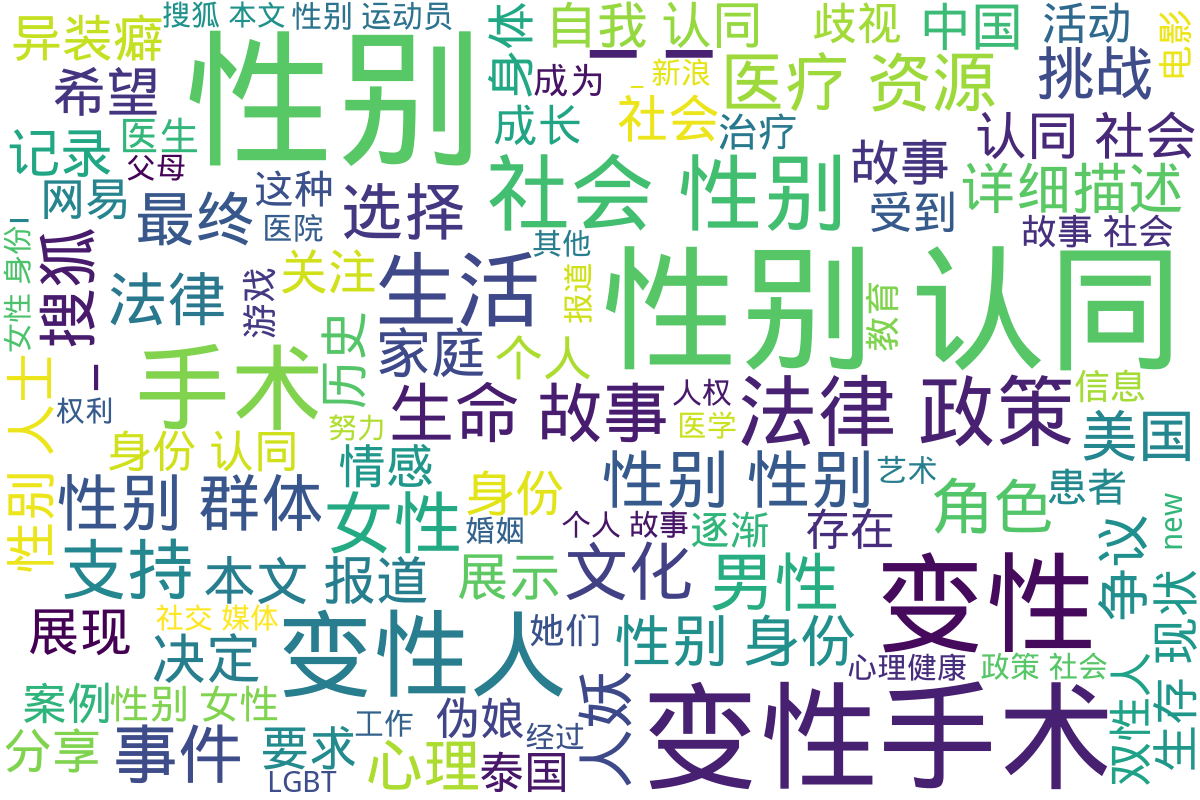 搜狐 本文
性别 运动员
异装癖
性别
身体
自我 认同
歧视
中国
活动
电影
希望
成为
新浪
医疗 资源
挑战
记录
医生
父母
成长
社会
治疗
认同 社会
网易
最终
这种
医院
选择
社会 性别
故事
受到
详细描述
故事 社会
女性 身份
搜狐
法律
游戏
关注
生活
其他
报道
性别 认同
教育
手术
历史
家庭
个人
性别 人士
权利
生命 故事
人权
医学
法律 政策
信息
美国
身份 认同
努力
情感
身份
性别 性别
艺术
患者
性别 群体
女性
婚姻
个人 故事
逐渐
存在
角色
new
支持
本文 报道
展示
文化
男性
变性
争议
现状
展现
社交 媒体
决定
变性人
她们
性别 身份
心理健康
政策 社会
案例
性别 女性
工作
伪娘
人妖
变性手术
双性人
生存
分享
事件
要求
LGBT
心理
泰国
经过